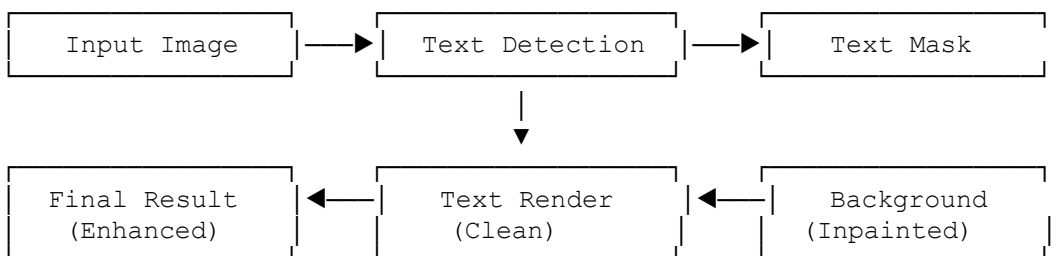 Input Image
Text Detection
Text Mask
Final Result
(Enhanced)
Text Render
(Clean)
Background
(Inpainted)